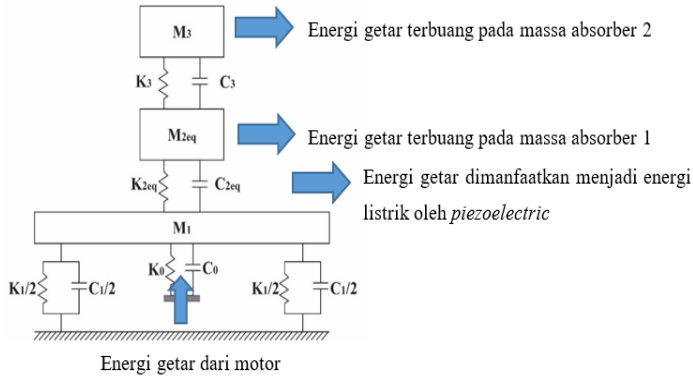 M3
Energi getar terbuang pada massa absorber 2
K3
C3
M2eq
Energi getar terbuang pada massa absorber 1
K2eq
C2eq
Energi getar dimanfaatkan menjadi energi
listrik oleh piezoelectric
M1
K0
C0
K1/2
C1/2
K1/2
C1/2
Energi getar dari motor